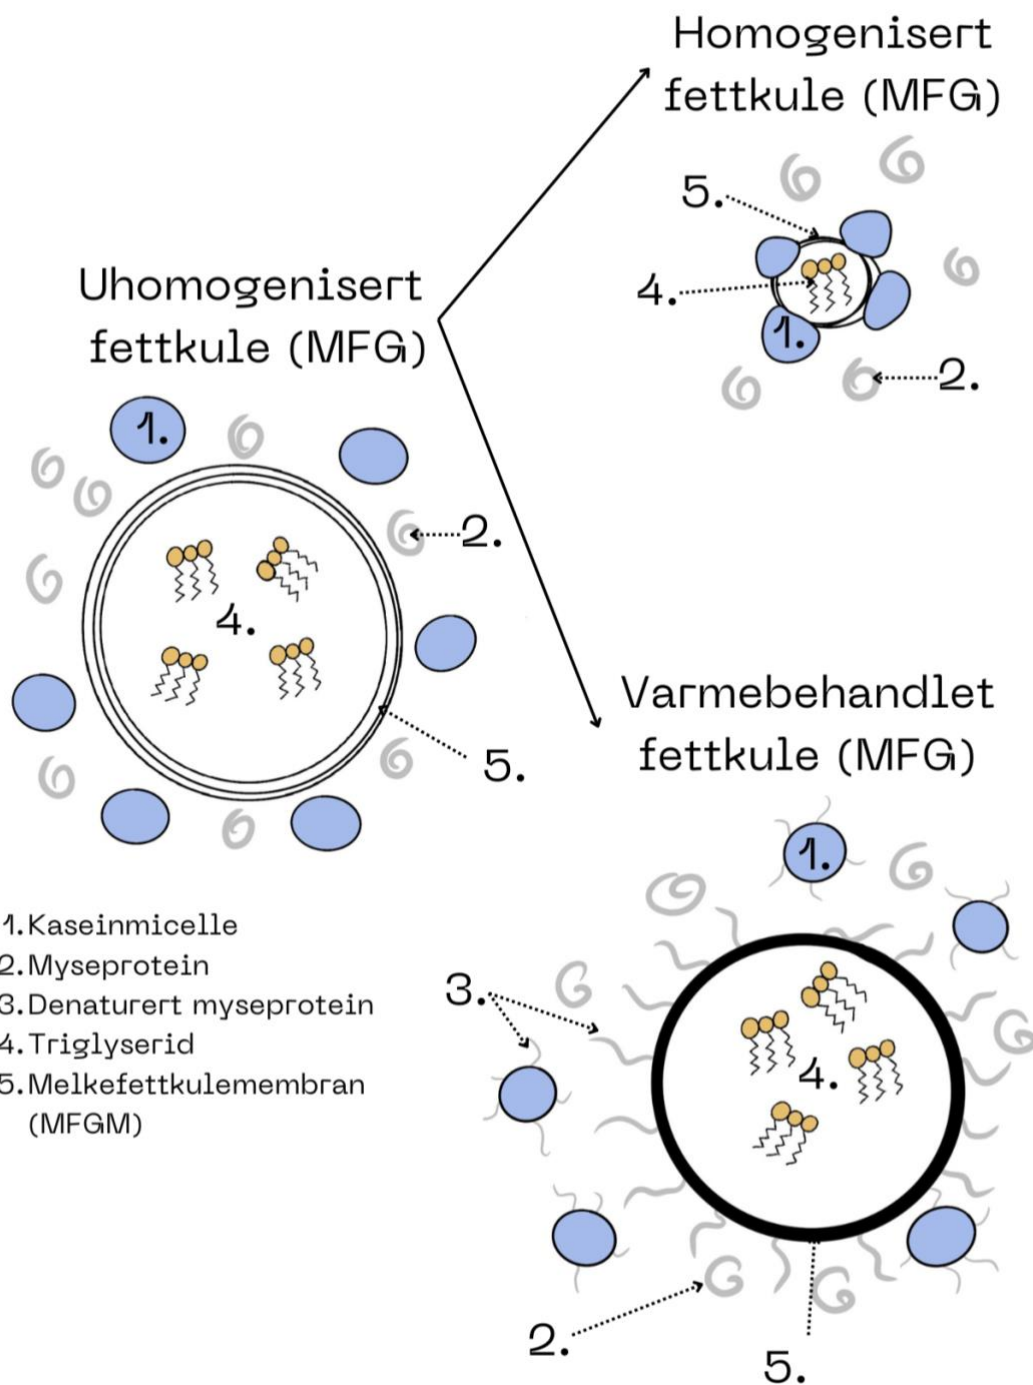 Homogenisert
fettkule (MFG)
5.
4.
1.
2.
Uhomogenisert
fettkule (MFG)
1.
2.
4.
5.
Varmebehandlet
fettkule (MFG)
1.
3.
4.
2.
5.
1.Kaseinmicelle
2.Myseprotein
3.Denaturert myseprotein
4.Triglyserid
5.Melkefettkulemembran
(MFGM)